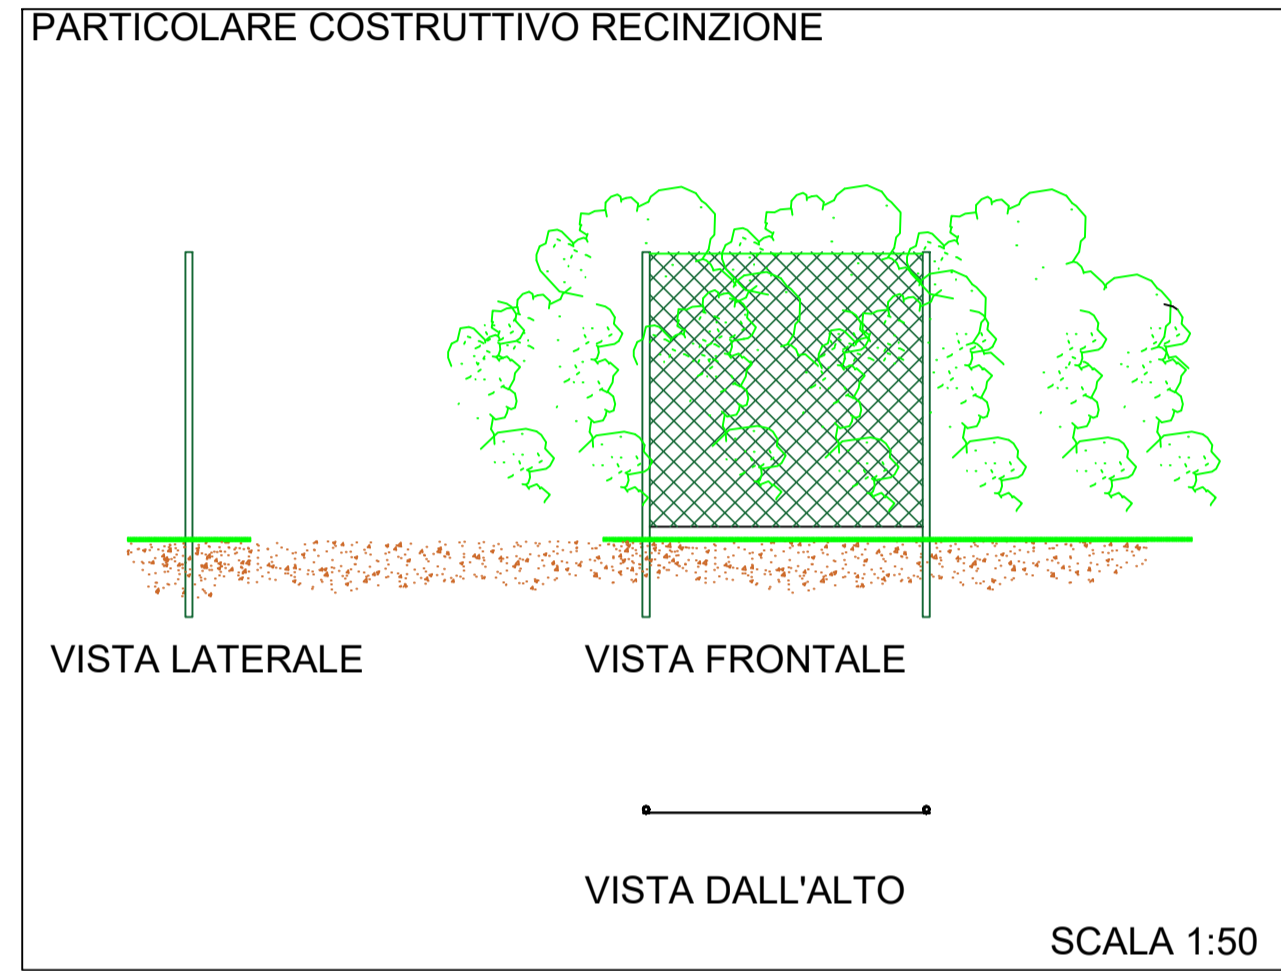 PARTICOLARE COSTRUTTIVO RECINZIONE
VISTA LATERALE
VISTA FRONTALE
VISTA DALL'ALTO
SCALA 1:50